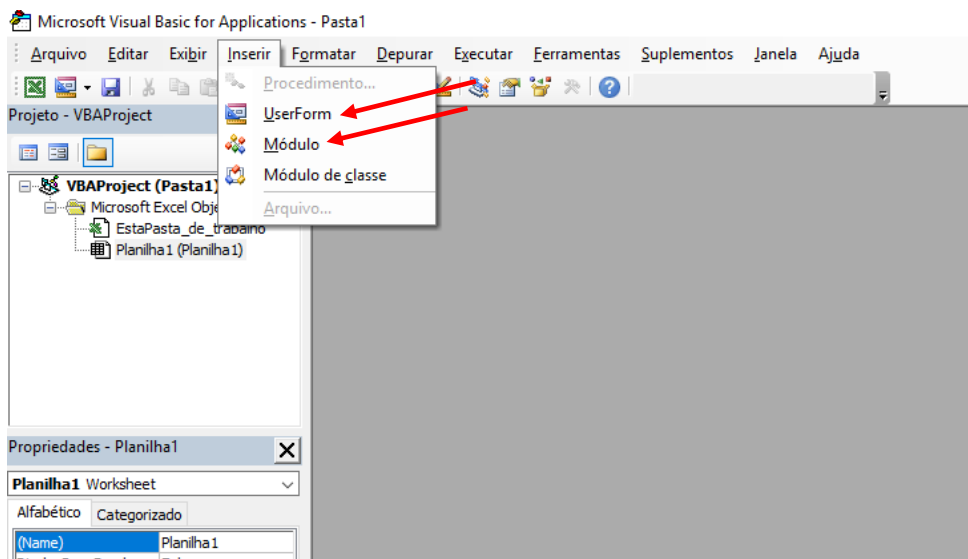 Microsoft Visual Basic for Applications - Pasta1
Arquivo Editar Exibir Inserir Formatar Depurar Executar Ferramentas Suplementos Janela Ajuda
Procedimento...
UserForm
Módulo
Módulo de classe
Arquivo...
Projeto - VBAProject
VBAProject (Pasta1)
Microsoft Excel Obje
EstaPasta_de_trabalho
Planilha1 (Planilha1)
Propriedades - Planilha1
Planilha1 Worksheet
Alfabético Categorizado
(Name) Planilha1